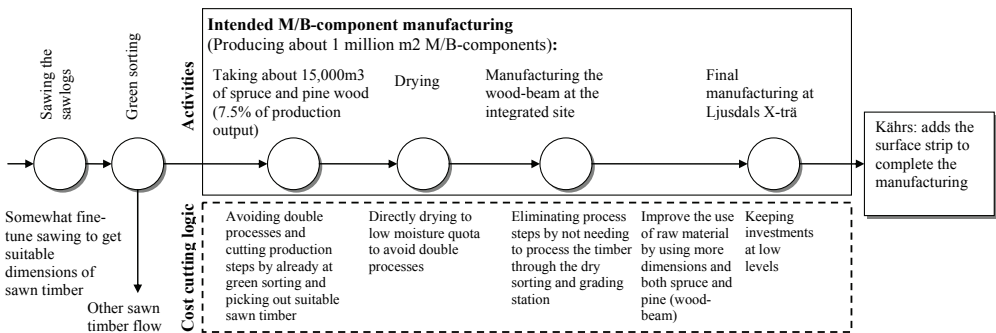 Sawing the
sawlogs
Green sorting
Activities
Intended M/B-component manufacturing
(Producing about 1 million m2 M/B-components):
Taking about 15,000m3
of spruce and pine wood
(7.5% of production
output)
Drying
Manufacturing the
wood-beam at the
integrated site
Final
manufacturing at
Ljusdals X-trä
Kährs: adds the
surface strip to
complete the
manufacturing
Somewhat fine-
tune sawing to get
suitable
dimensions of
sawn timber
Other sawn
timber flow
Cost cutting logic
Avoiding double
processes and
cutting production
steps by already at
green sorting and
picking out suitable
sawn timber
Directly drying to
low moisture quota
to avoid double
processes
Eliminating process
steps by not needing
to process the timber
through the dry
sorting and grading
station
Improve the use
of raw material
by using more
dimensions and
both spruce and
pine (wood-
beam)
Keeping
investments
at low
levels